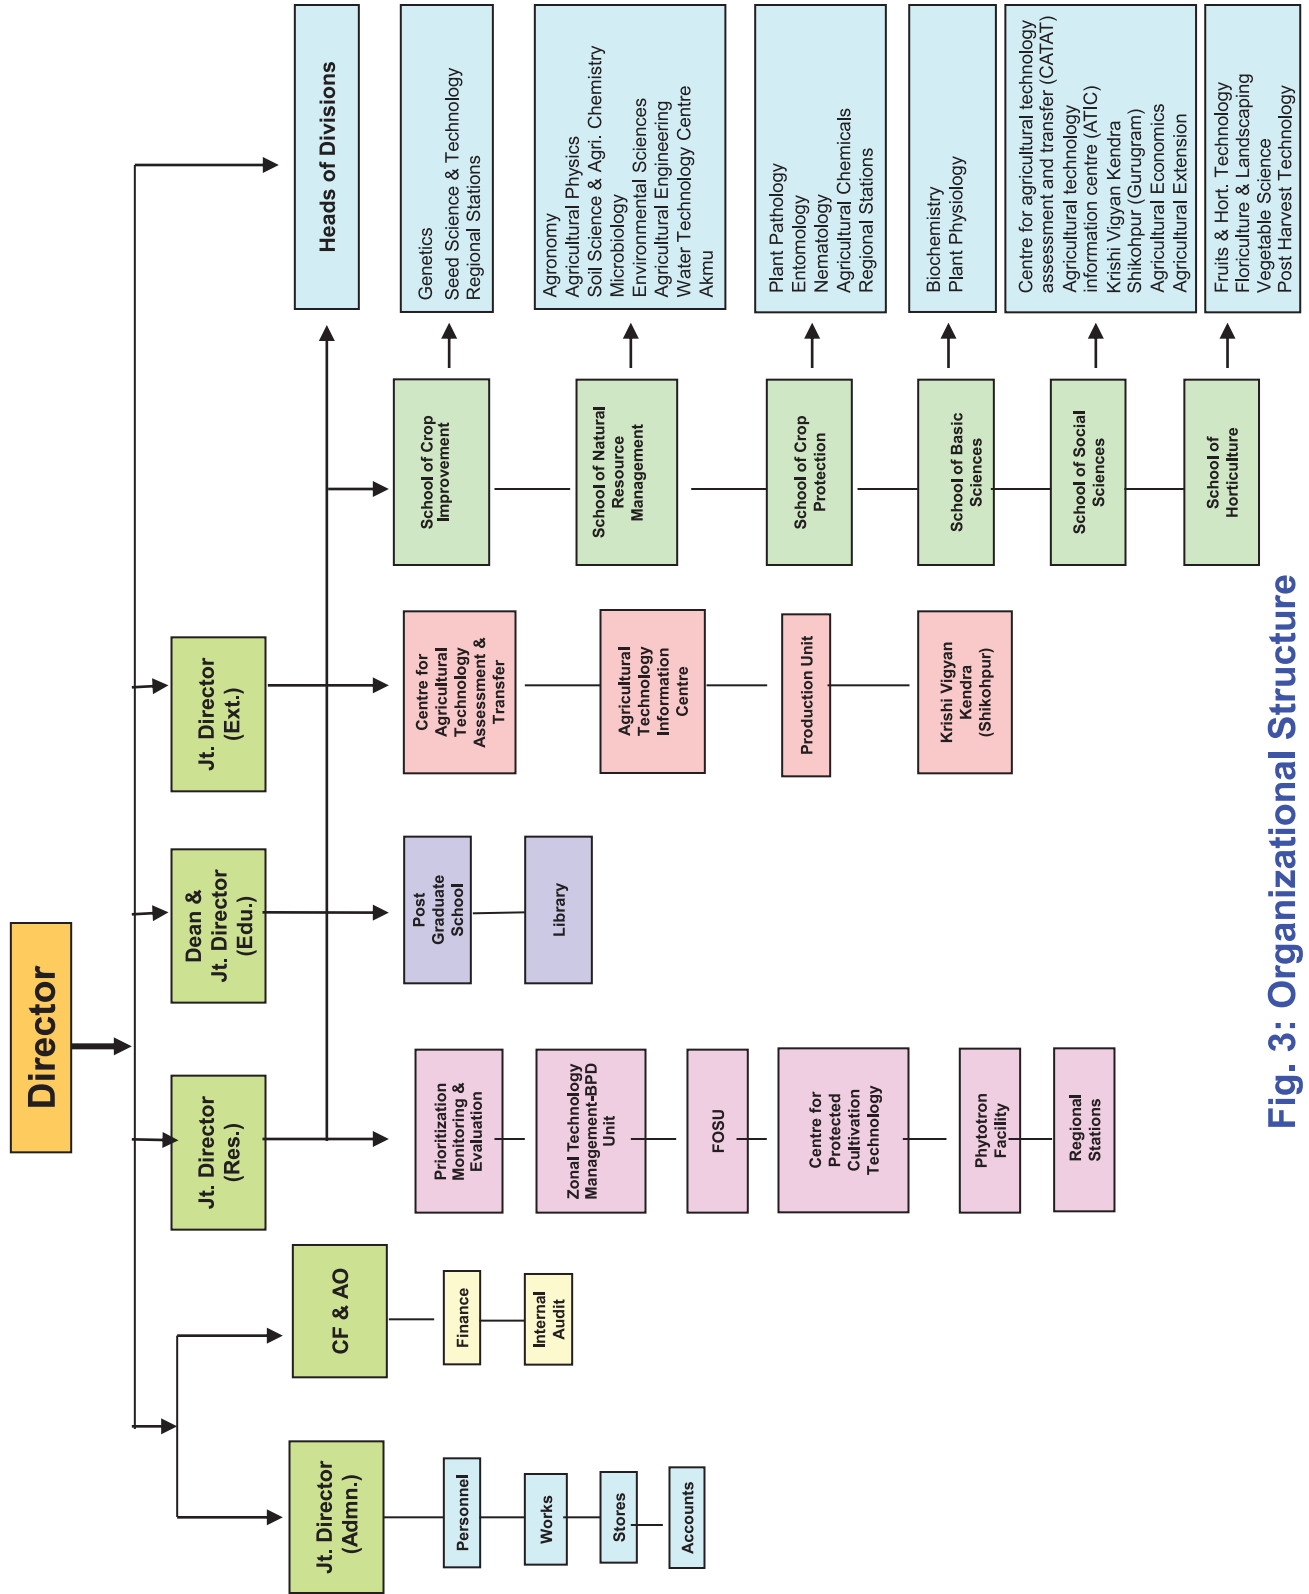 Director
Jt. Director
(Admn.)
Personnel
Works
Stores
Accounts
CF & AO
Finance
Internal
Audit
Jt. Director
(Res.)
Prioritization
Monitoring &
Evaluation
Zonal Technology
Management-BPD
Unit
FOSU
Centre for
Protected
Cultivation
Technology
Phytotron
Facility
Regional
Stations
Dean &
Jt. Director
(Edu.)
Post
Graduate
School
Library
Jt. Director
(Ext.)
Centre for
Agricultural
Technology
Assessment &
Transfer
Agricultural
Technology
Information
Centre
Production Unit
Krishi Vigyan
Kendra
(Shikohpur)
Heads of Divisions
School of Crop
Improvement
Genetics
Seed Science & Technology
Regional Stations
School of Natural
Resource
Management
Agronomy
Agricultural Physics
Soil Science & Agri. Chemistry
Microbiology
Environmental Sciences
Agricultural Engineering
Water Technology Centre
Akmu
School of Crop
Protection
Plant Pathology
Entomology
Nematology
Agricultural Chemicals
Regional Stations
School of Basic
Sciences
Biochemistry
Plant Physiology
School of Social
Sciences
Centre for agricultural technology
assessment and transfer (CATAT)
Agricultural technology
information centre (ATIC)
Krishi Vigyan Kendra
Shikohpur (Gurugram)
Agricultural Economics
Agricultural Extension
School of
Horticulture
Fruits & Hort. Technology
Floriculture & Landscaping
Vegetable Science
Post Harvest Technology
Fig. 3: Organizational Structure